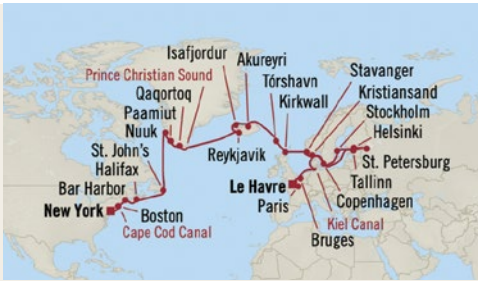 Isafjordur
Akureyri
Prince Christian Sound
Tórshavn
Stavanger
Qaqortoq
Kirkwall
Kristiansand
Paamiut
Stockholm
Nuuk
Helsinki
St. John's
Reykjavik
St. Petersburg
Halifax
Le Havre
Tallinn
Bar Harbor
Paris
Copenhagen
New York
Boston
Kiel Canal
Cape Cod Canal
Bruges